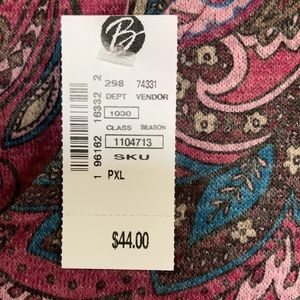 B
298 74331
DEPT VENDOR
1030
CLASS SEASON
1104713
SKU
PXL
$44.00
1 96162 16332 2